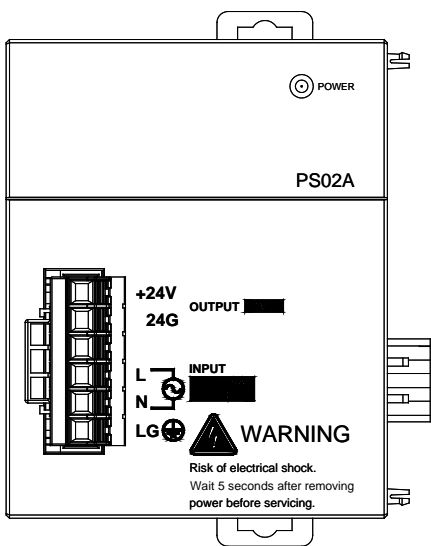 POWER
PS02A
+24V
24G
OUTPUT
L
INPUT
N
LG
WARNING
Risk of electrical shock.
Wait 5 seconds after removing
power before servicing.